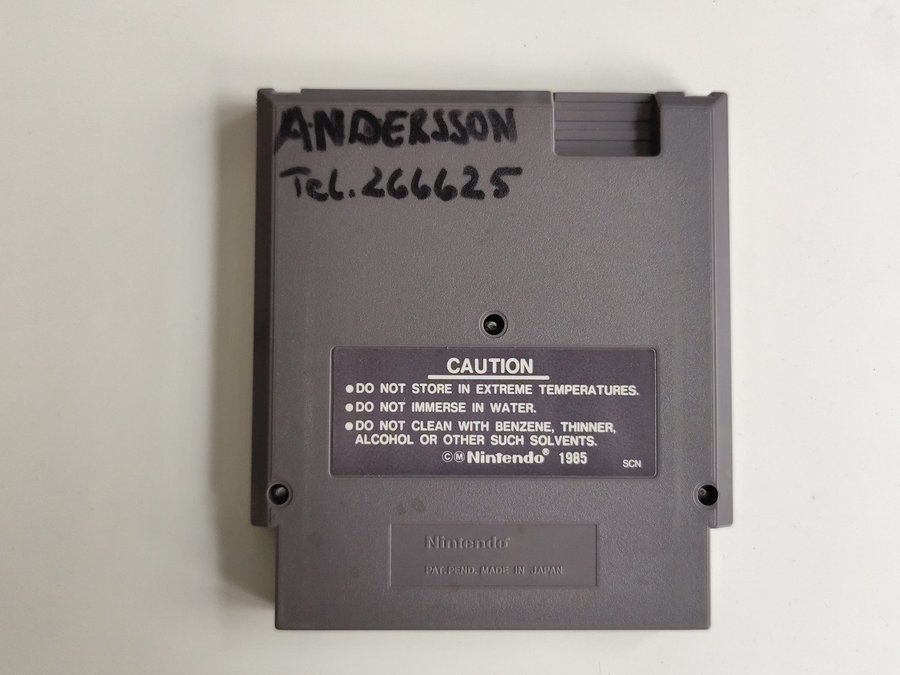 ANDERSSON
Tel. 266625
CAUTION
●DO NOT STORE IN EXTREME TEMPERATURES.
●DO NOT IMMERSE IN WATER.
●DO NOT CLEAN WITH BENZENE, THINNER,
ALCOHOL OR OTHER SUCH SOLVENTS.
ⒸⓂNintendo® 1985
SCN
Nintendo®
PAT. PEND. MADE IN JAPAN